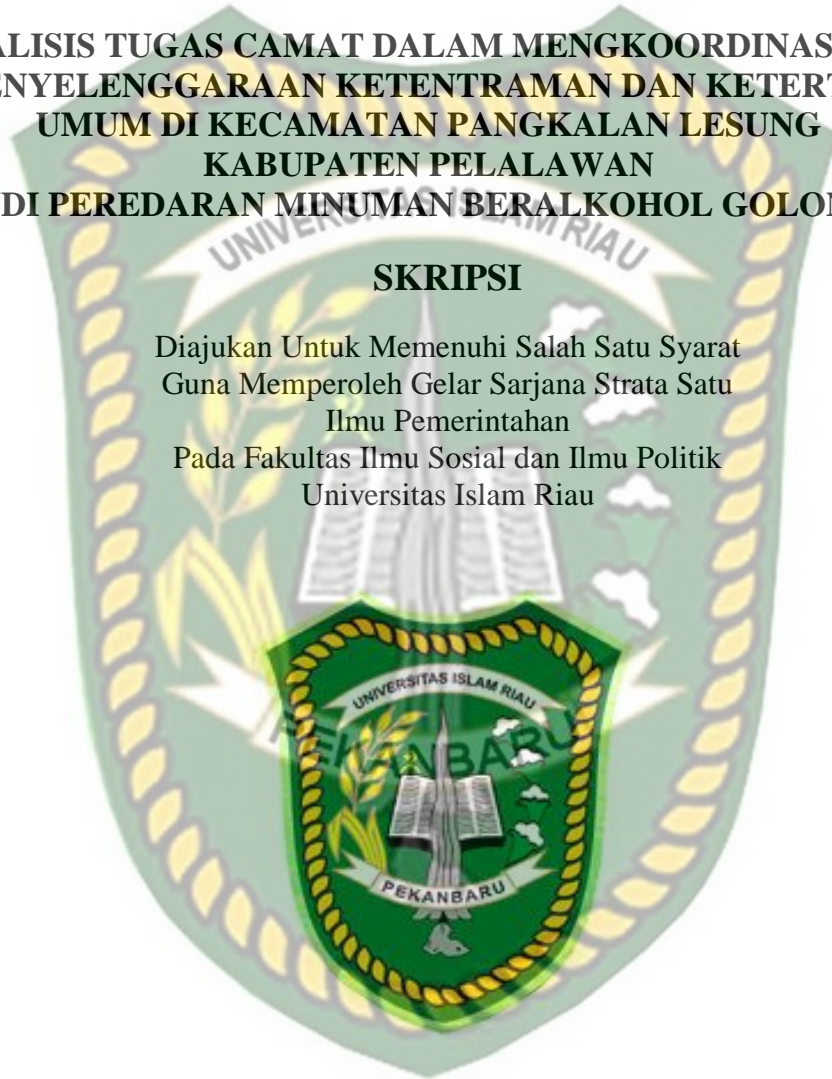 ALISIS TUGAS CAMAT DALAM MENGKOORDINAS
ENYELENGGARAAN KETENTRAMAN DAN KETERT
UMUM DI KECAMATAN PANGKALAN LESUNG
KABUPATEN PELALAWAN
DI PEREDARAN MINUMAN BERALKOHOL GOLON
UNIVERSITAS ISLAM RIAU
SKRIPSI
Diajukan Untuk Memenuhi Salah Satu Syarat
Guna Memperoleh Gelar Sarjana Strata Satu
Ilmu Pemerintahan
Pada Fakultas Ilmu Sosial dan Ilmu Politik
Universitas Islam Riau
UNIVERSITAS ISLAM RIAU
PEKANBARU
PEKANBARU